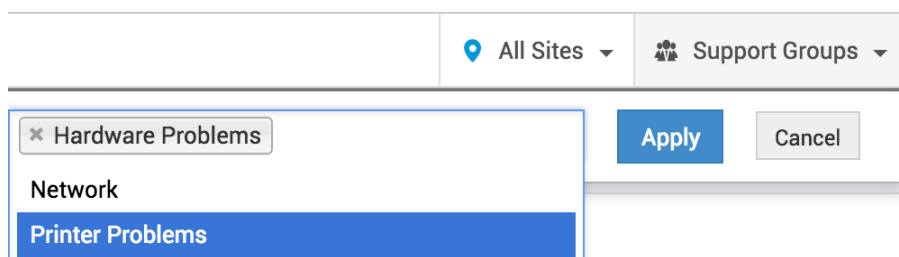 All Sites
Support Groups
× Hardware Problems
Apply
Cancel
Network
Printer Problems